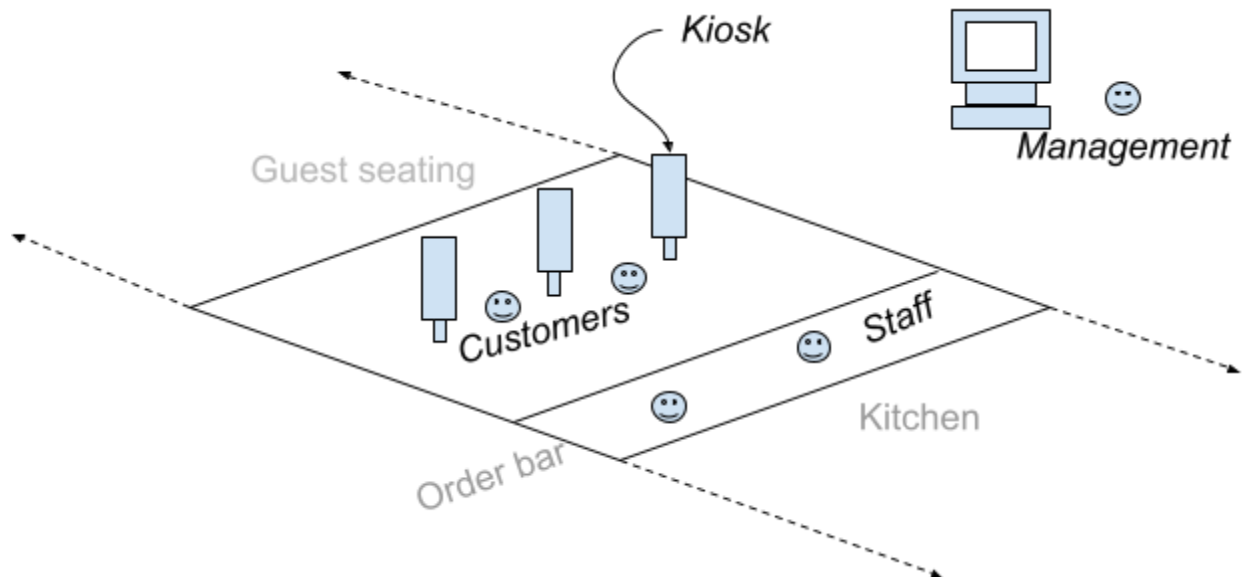 Kiosk
Management
Guest seating
Customers
Staff
Kitchen
Order bar